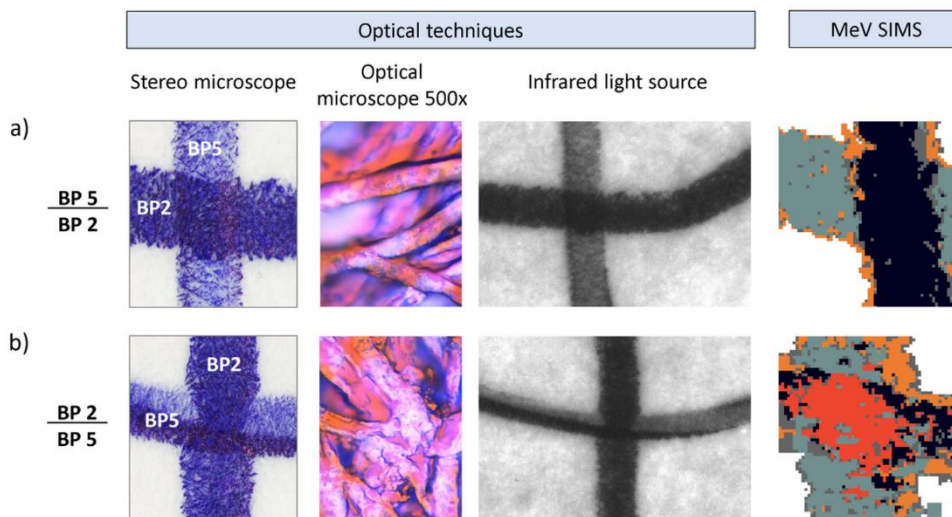 Optical techniques
MeV SIMS
Stereo microscope
Optical
microscope 500x
Infrared light source
a)
BP 5
BP 2
BP5
BP2
b)
BP 2
BP 5
BP2
BP5